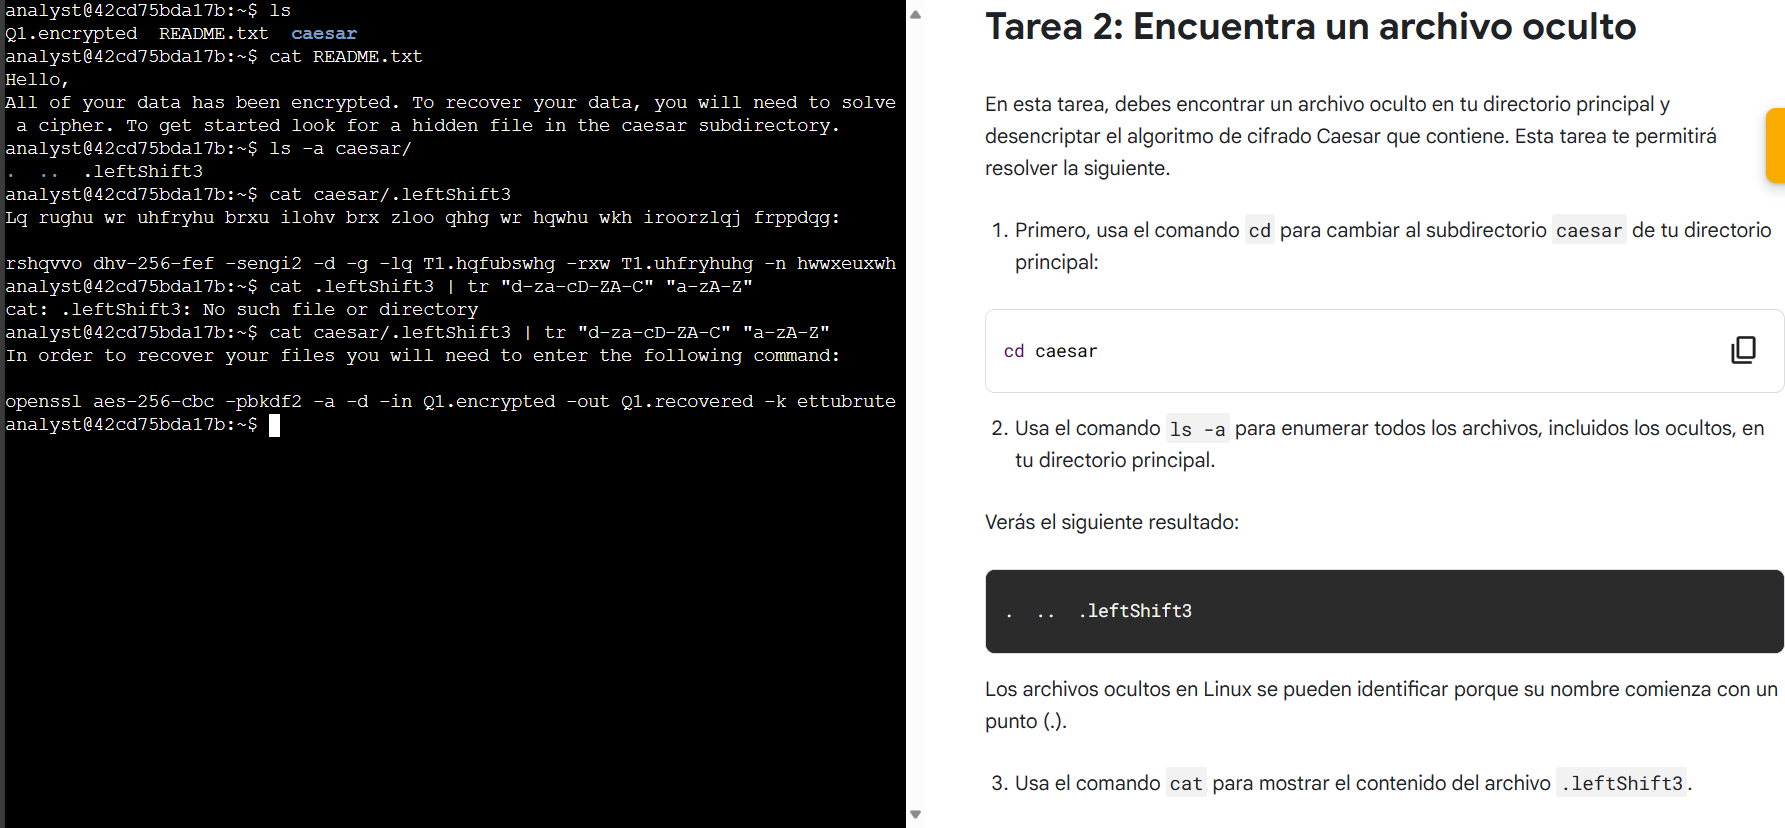 analyst@42cd75bda17b:~$ ls
Q1.encrypted  README.txt  caesar
analyst@42cd75bda17b:~$ cat README.txt
Hello,
All of your data has been encrypted. To recover your data, you will need to solve
 a cipher. To get started look for a hidden file in the caesar subdirectory.
analyst@42cd75bda17b:~$ ls -a caesar/
.  ..  .leftShift3
analyst@42cd75bda17b:~$ cat caesar/.leftShift3
Lq rughu wr uhfryhu brxu ilohv brx zloo qhhg wr hqwhu wkh iroorzlqj frppdqg:
rshqvvo dhv-256-fef -sengi2 -d -g -lq T1.hqfubswhg -rxw T1.uhfryhuhg -n hwwxeuxwh
analyst@42cd75bda17b:~$ cat .leftShift3 | tr "d-za-cD-ZA-C" "a-zA-Z"
cat: .leftShift3: No such file or directory
analyst@42cd75bda17b:~$ cat caesar/.leftShift3 | tr "d-za-cD-ZA-C" "a-zA-Z"
In order to recover your files you will need to enter the following command:
openssl aes-256-cbc -pbkdf2 -a -d -in Q1.encrypted -out Q1.recovered -k ettubrute
analyst@42cd75bda17b:~$
Tarea 2: Encuentra un archivo oculto
En esta tarea, debes encontrar un archivo oculto en tu directorio principal y
desencriptar el algoritmo de cifrado Caesar que contiene. Esta tarea te permitirá
resolver la siguiente.
1. Primero, usa el comando cd para cambiar al subdirectorio caesar de tu directorio
principal:
cd caesar
2. Usa el comando ls -a para enumerar todos los archivos, incluidos los ocultos, en
tu directorio principal.
Verás el siguiente resultado:
.  ..  .leftShift3
Los archivos ocultos en Linux se pueden identificar porque su nombre comienza con un
punto (.).
3. Usa el comando cat para mostrar el contenido del archivo .leftShift3.